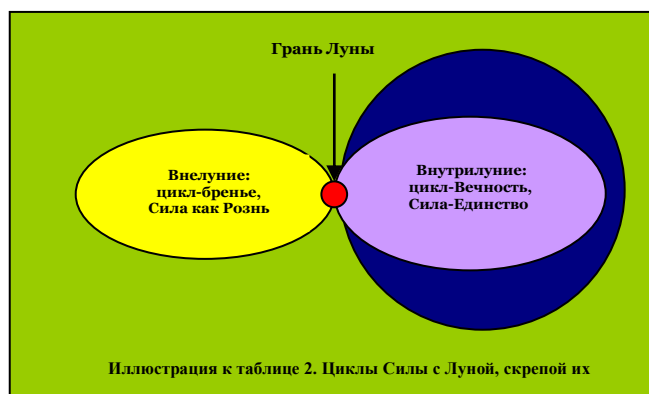 Грань Луны
Внелуние:
цикл-бренье,
Сила как Рознь
Внутрилуние:
цикл-Вечность,
Сила-Единство
Иллюстрация к таблице 2. Циклы Силы с Луной, скрепой их